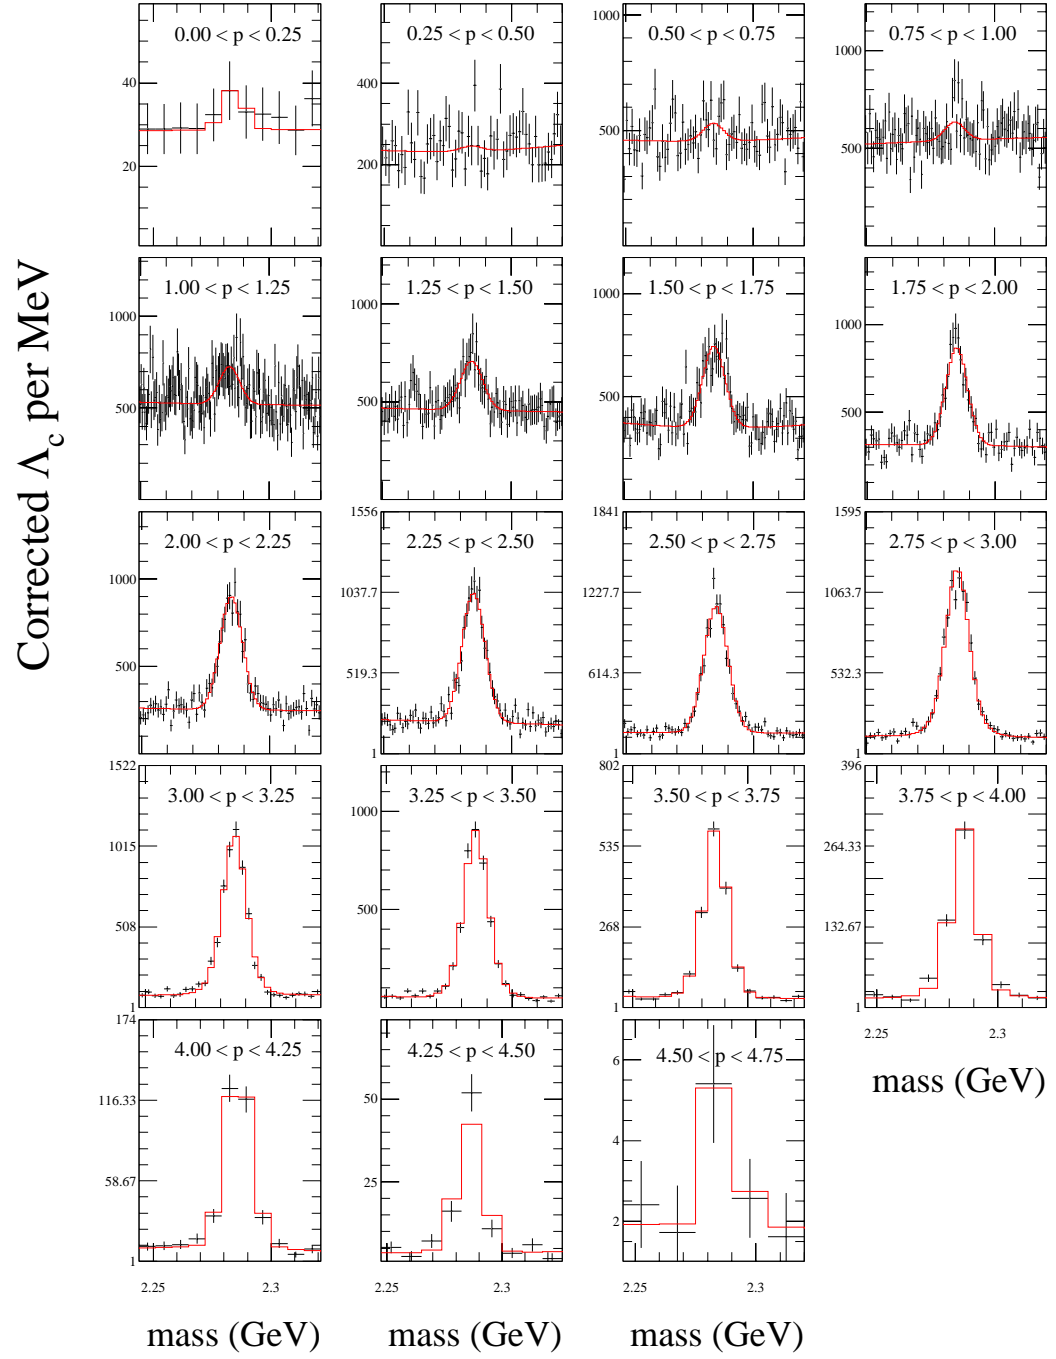 Corrected Λc per MeV
0.00 < p < 0.25
40
20
0.25 < p < 0.50
400
200
0.50 < p < 0.75
1000
500
0.75 < p < 1.00
1000
500
1.00 < p < 1.25
1000
500
1.25 < p < 1.50
1000
500
1.50 < p < 1.75
1000
500
1.75 < p < 2.00
1000
500
2.00 < p < 2.25
1000
500
2.25 < p < 2.50
1556
1037.7
519.3
1
2.50 < p < 2.75
1841
1227.7
614.3
1
2.75 < p < 3.00
1595
1063.7
532.3
1
3.00 < p < 3.25
1522
1015
508
1
3.25 < p < 3.50
1000
500
3.50 < p < 3.75
802
535
268
1
3.75 < p < 4.00
396
264.33
132.67
1
2.25 2.3
mass (GeV)
4.00 < p < 4.25
174
116.33
58.67
1
2.25 2.3
mass (GeV)
4.25 < p < 4.50
50
25
2.25 2.3
mass (GeV)
4.50 < p < 4.75
6
4
2
2.25 2.3
mass (GeV)